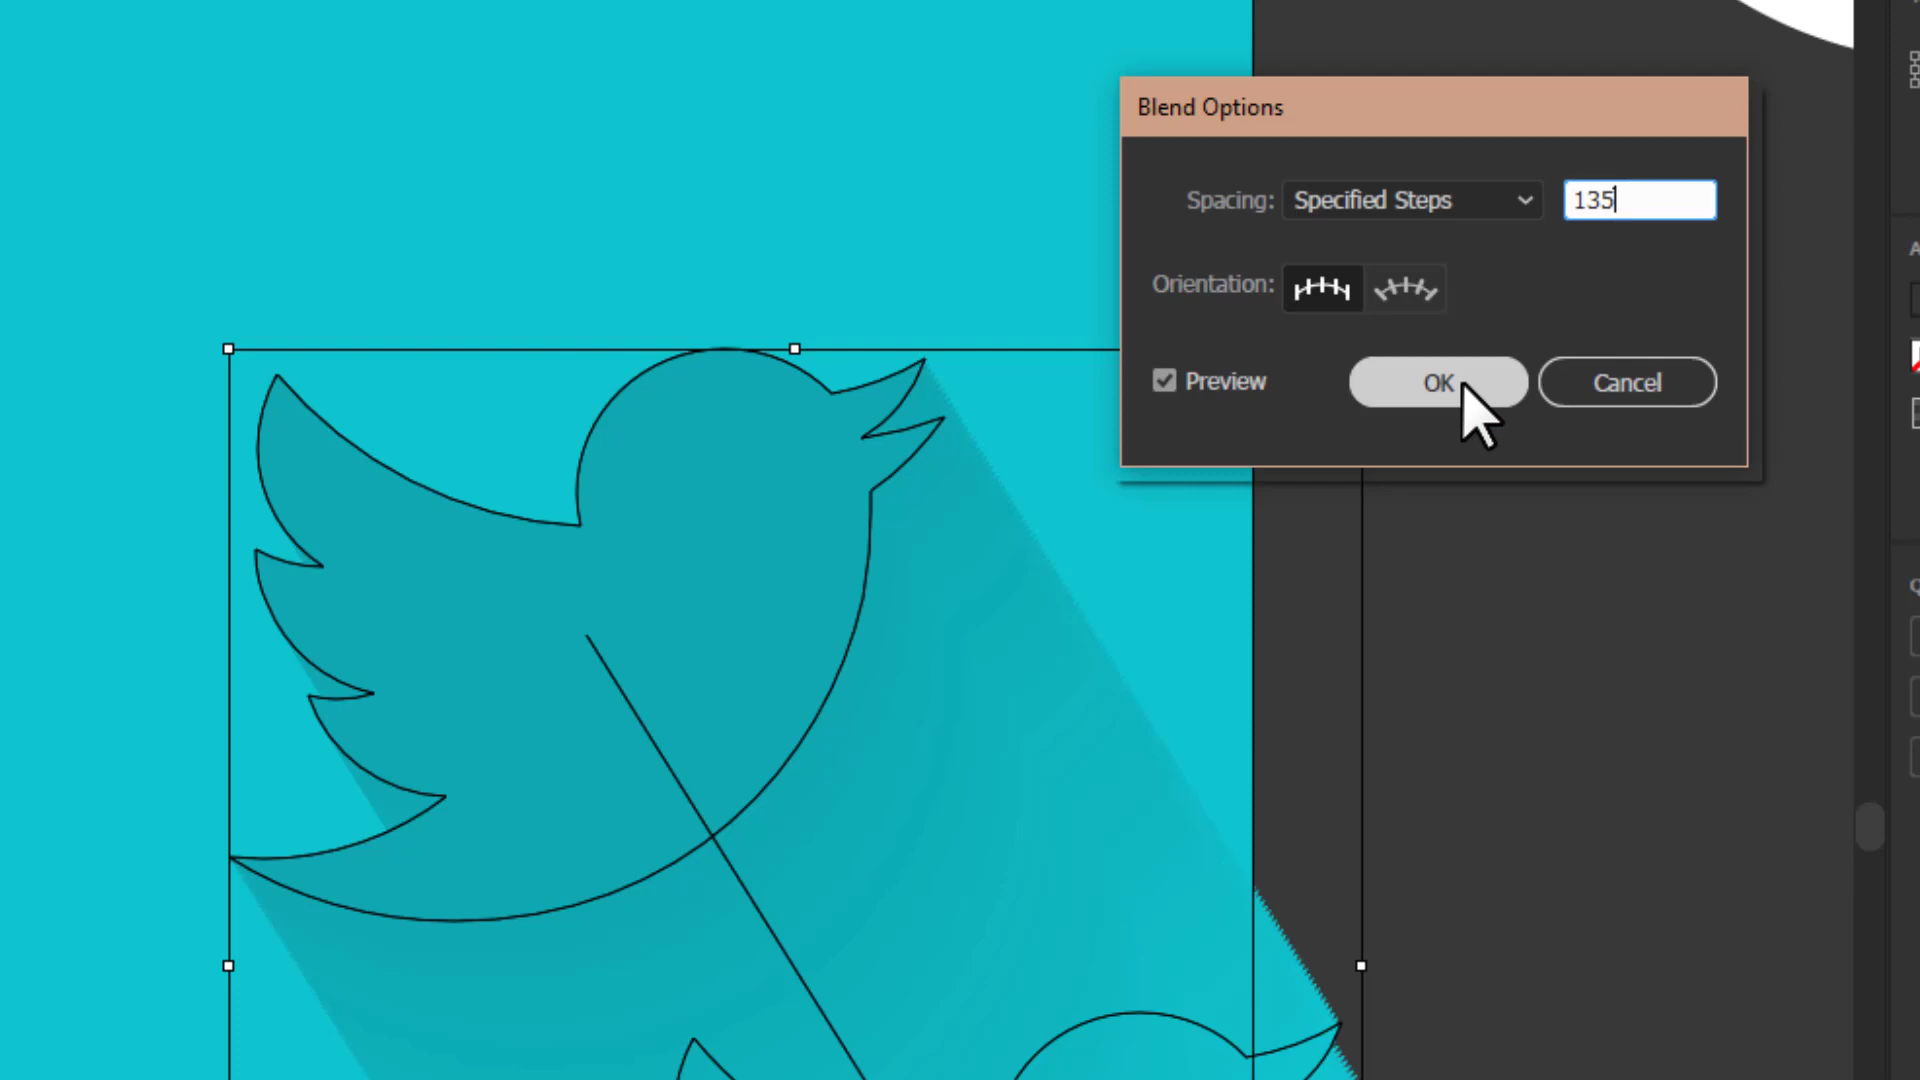 Blend Options
Spacing: Specified Steps 135
Orientation:
Preview OK Cancel